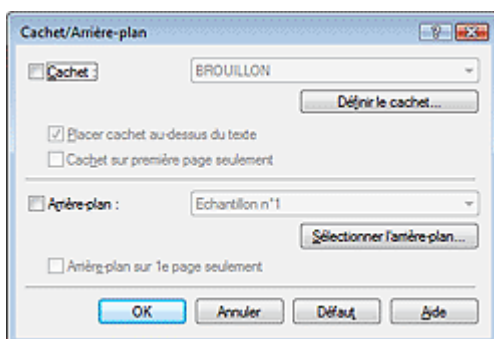 Cachet/Arrière-plan
Cachet : BROUILLON
Définir le cachet...
Placer cachet au-dessus du texte
Cachet sur première page seulement
Arrière-plan : Echantillon n°1
Sélectionner l'arrière-plan...
Arrière-plan sur 1e page seulement
OK Annuler Défaut Aide